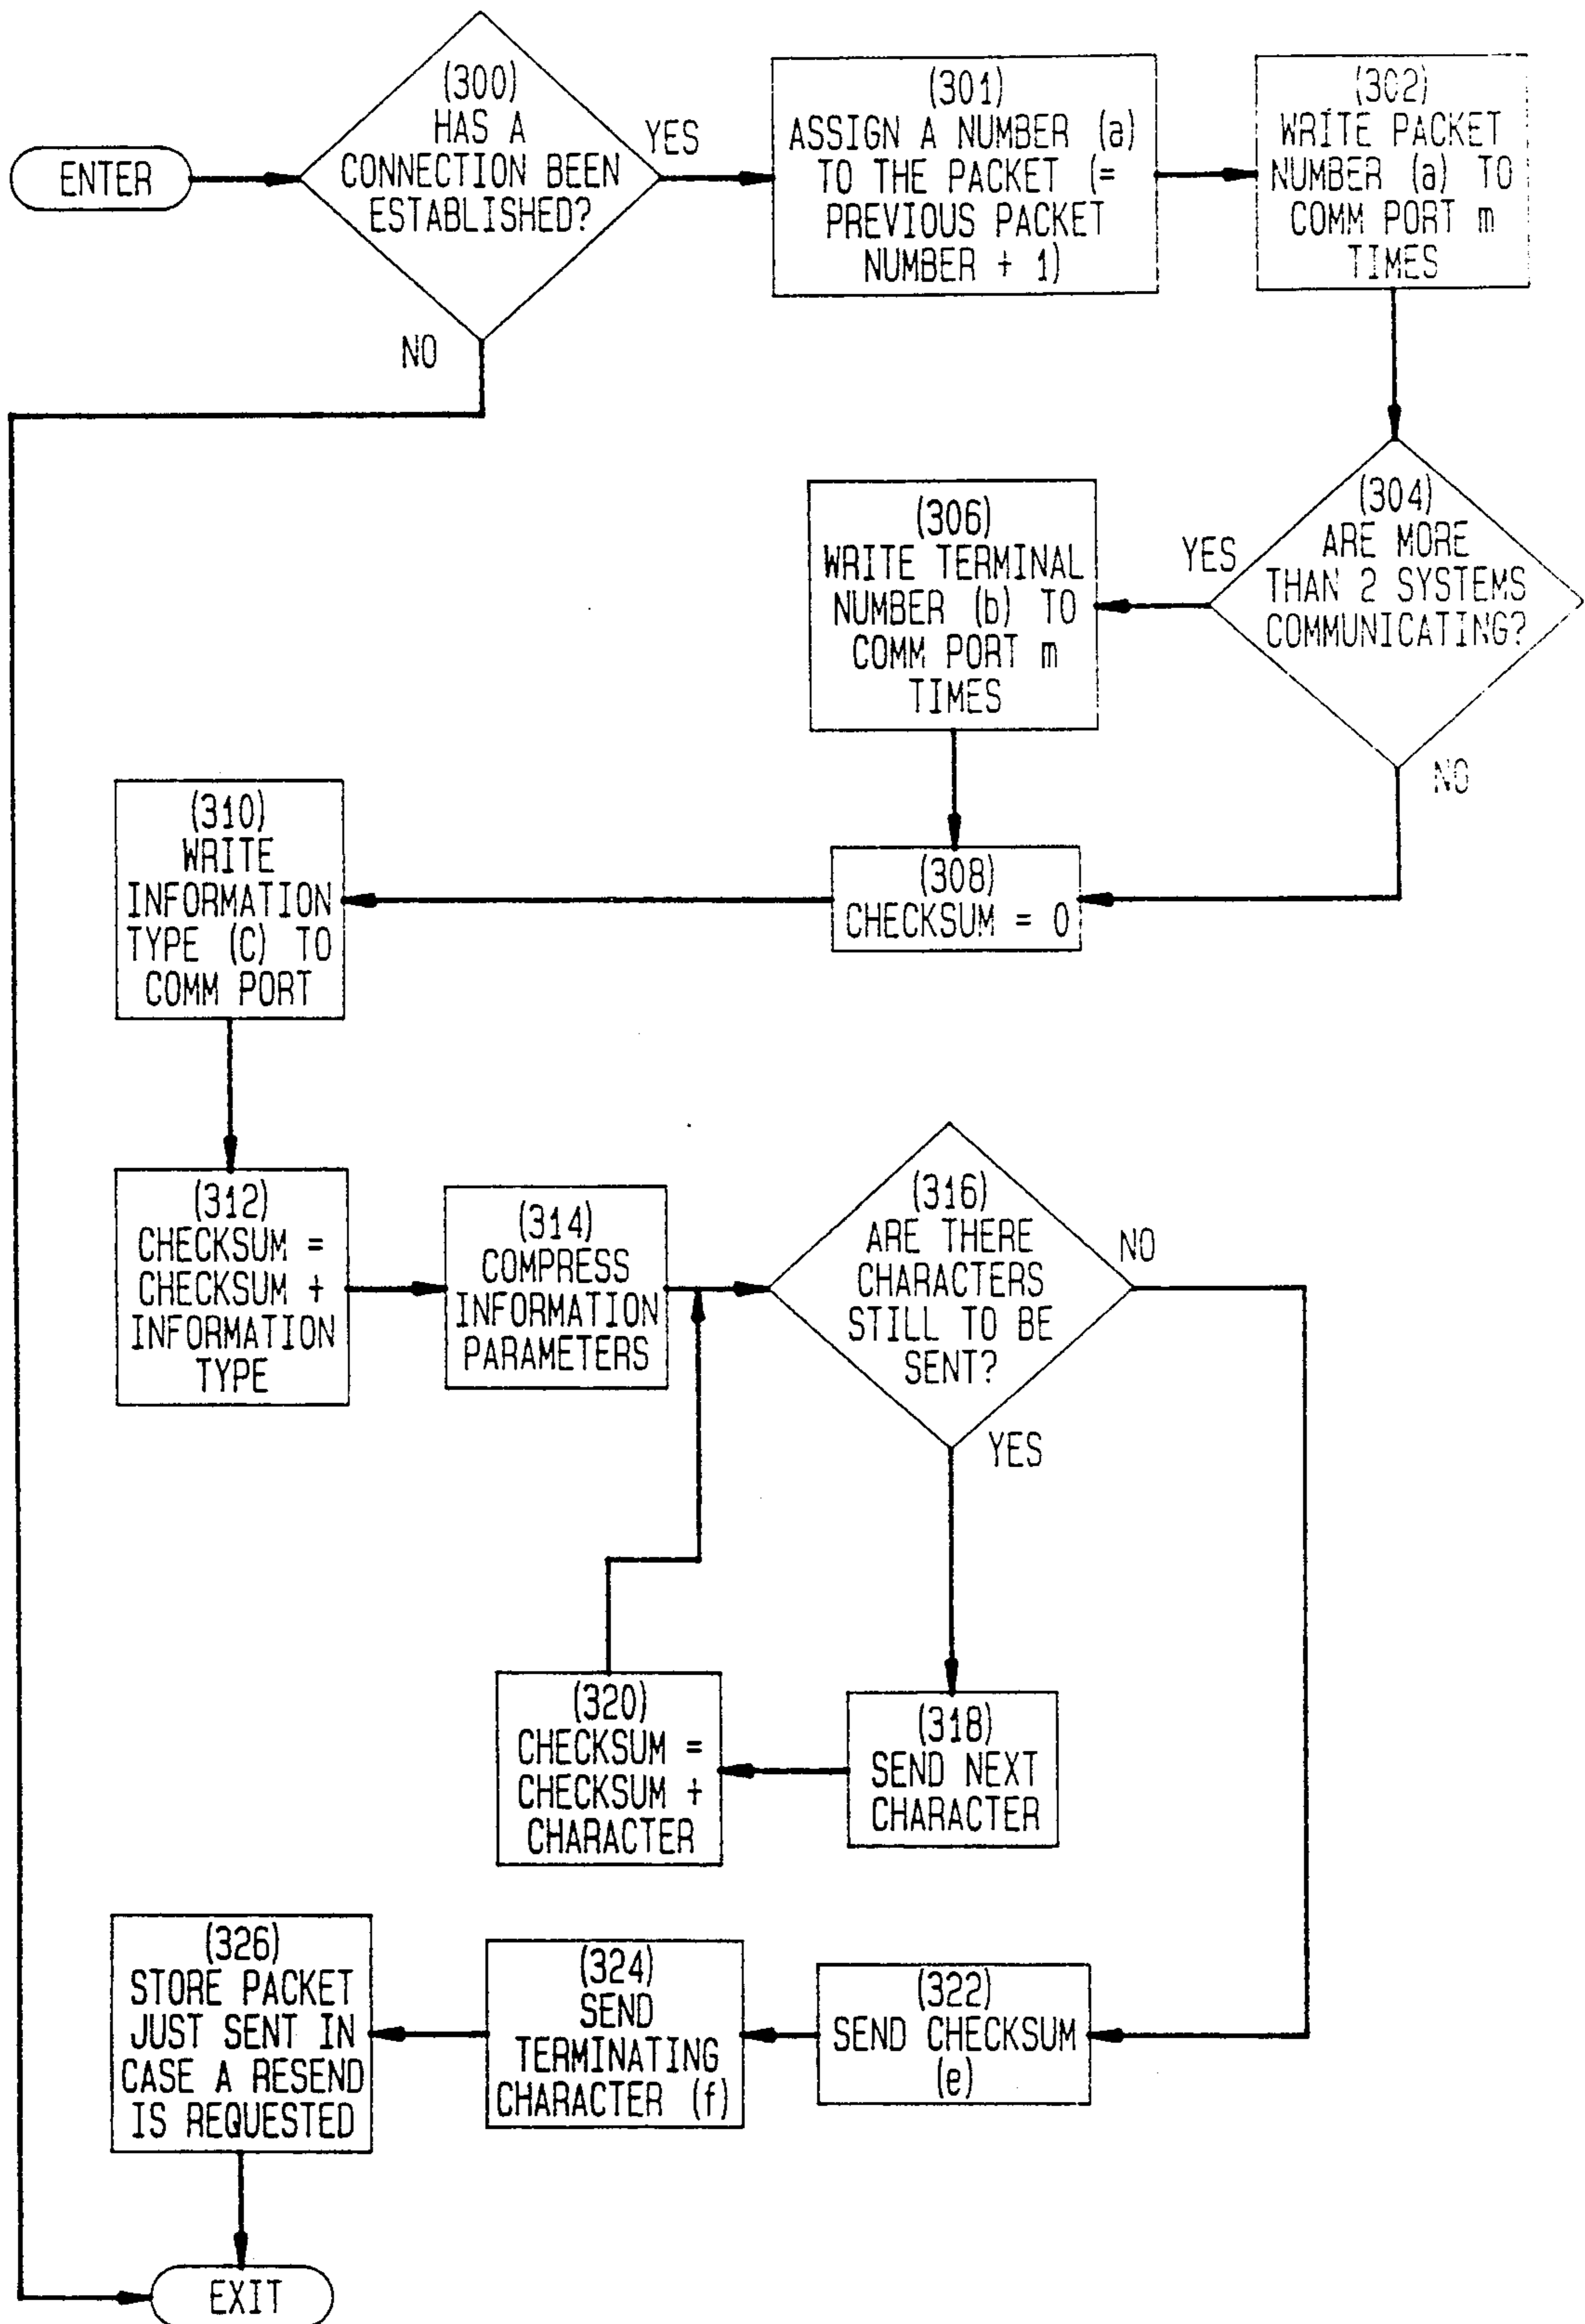 ENTER
(300)
HAS A
CONNECTION BEEN
ESTABLISHED?
YES
NO
(301)
ASSIGN A NUMBER (a)
TO THE PACKET (=
PREVIOUS PACKET
NUMBER + 1)
(302)
WRITE PACKET
NUMBER (a) TO
COMM PORT m
TIMES
(304)
ARE MORE
THAN 2 SYSTEMS
COMMUNICATING?
YES
NO
(306)
WRITE TERMINAL
NUMBER (b) TO
COMM PORT m
TIMES
(308)
CHECKSUM = 0
(310)
WRITE
INFORMATION
TYPE (C) TO
COMM PORT
(312)
CHECKSUM =
CHECKSUM +
INFORMATION
TYPE
(314)
COMPRESS
INFORMATION
PARAMETERS
(316)
ARE THERE
CHARACTERS
STILL TO BE
SENT?
NO
YES
(318)
SEND NEXT
CHARACTER
(320)
CHECKSUM =
CHECKSUM +
CHARACTER
(322)
SEND CHECKSUM
(e)
(324)
SEND
TERMINATING
CHARACTER (f)
(326)
STORE PACKET
JUST SENT IN
CASE A RESEND
IS REQUESTED
EXIT